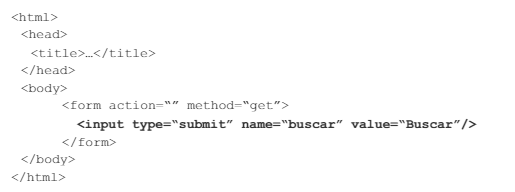 <html>
<head>
<title>…</title>
</head>
<body>
<form action=“” method=“get”>
<input type=“submit” name=“buscar” value=“Buscar”/>
</form>
</body>
</html>